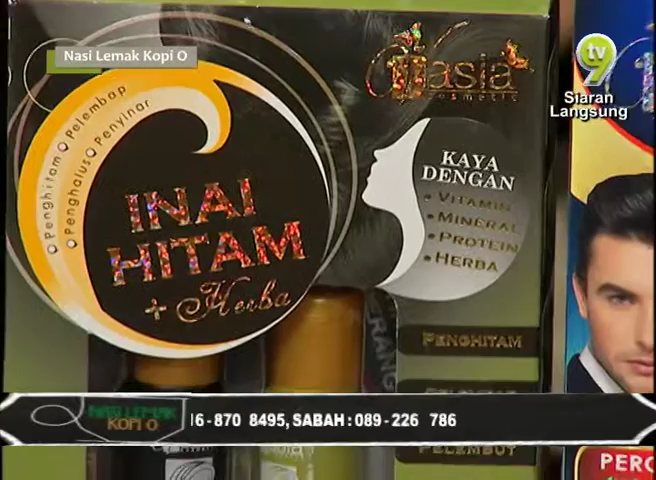 Nasi Lemak Kopi O
tv9
Siaran
Langsung
Penghitam • Pelembap
Penghalus • Penyinar
INAI
HITAM
+ Herba
asia
Cosmetic
KAYA
DENGAN
• Vitamin
• Mineral
• Protein
• Herba
Penghitam
Pelembut
NASI LEMAK
KOPI O
6-870 8495, SABAH : 089-226 786